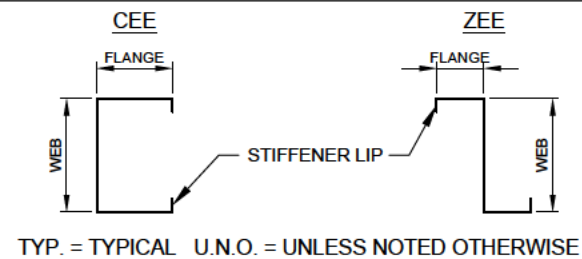 CEE
ZEE
FLANGE
FLANGE
WEB
STIFFENER LIP
WEB
TYP. = TYPICAL U.N.O. = UNLESS NOTED OTHERWISE